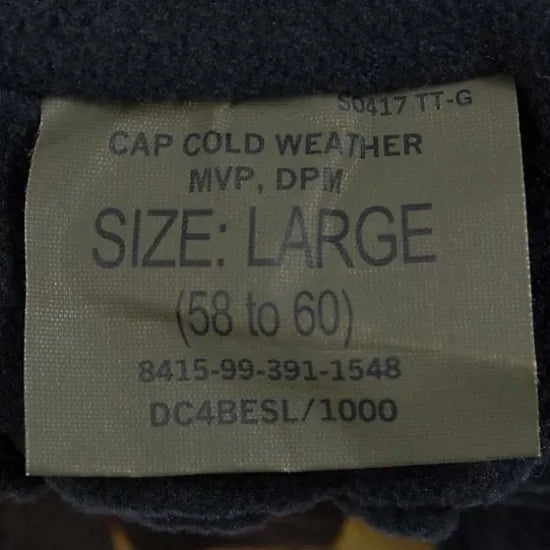 S0417 TT-G
CAP COLD WEATHER
MVP, DPM
SIZE: LARGE
(58 to 60)
8415-99-391-1548
DC4BESL/1000